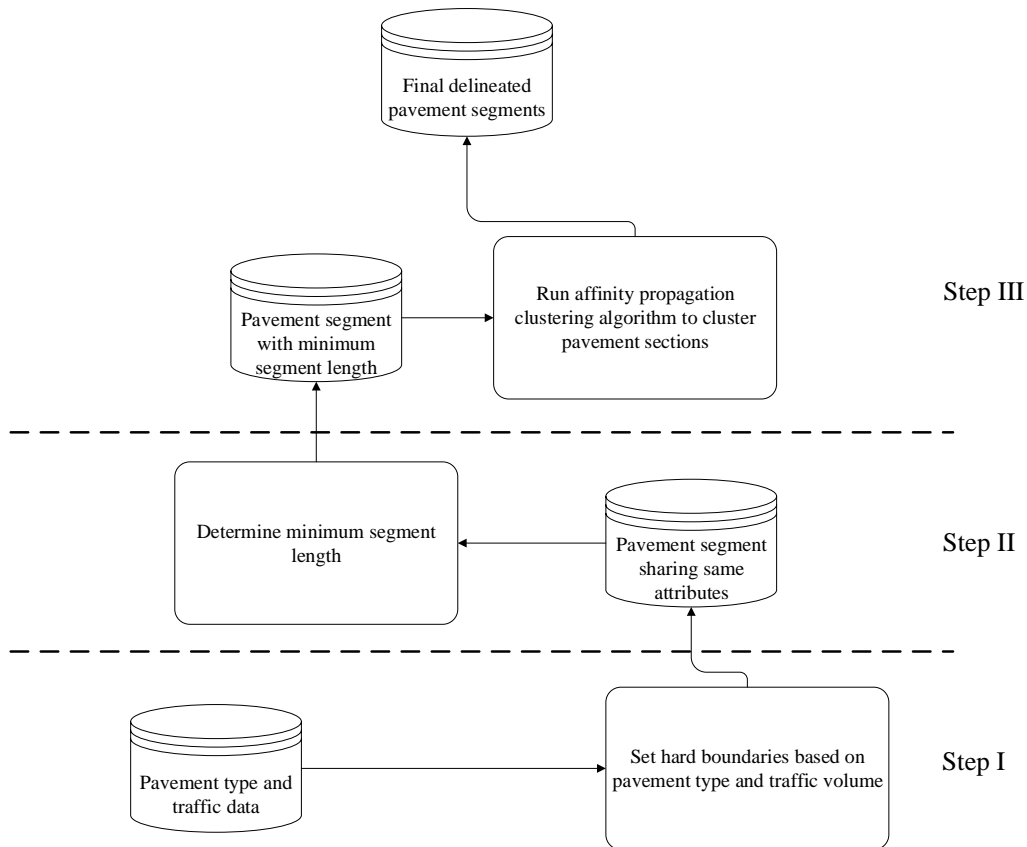 Final delineated
pavement segments
Run affinity propagation
clustering algorithm to cluster
pavement sections
Step III
Pavement segment
with minimum
segment length
Determine minimum segment
length
Pavement segment
sharing same
attributes
Step II
Pavement type and
traffic data
Set hard boundaries based on
pavement type and traffic volume
Step I